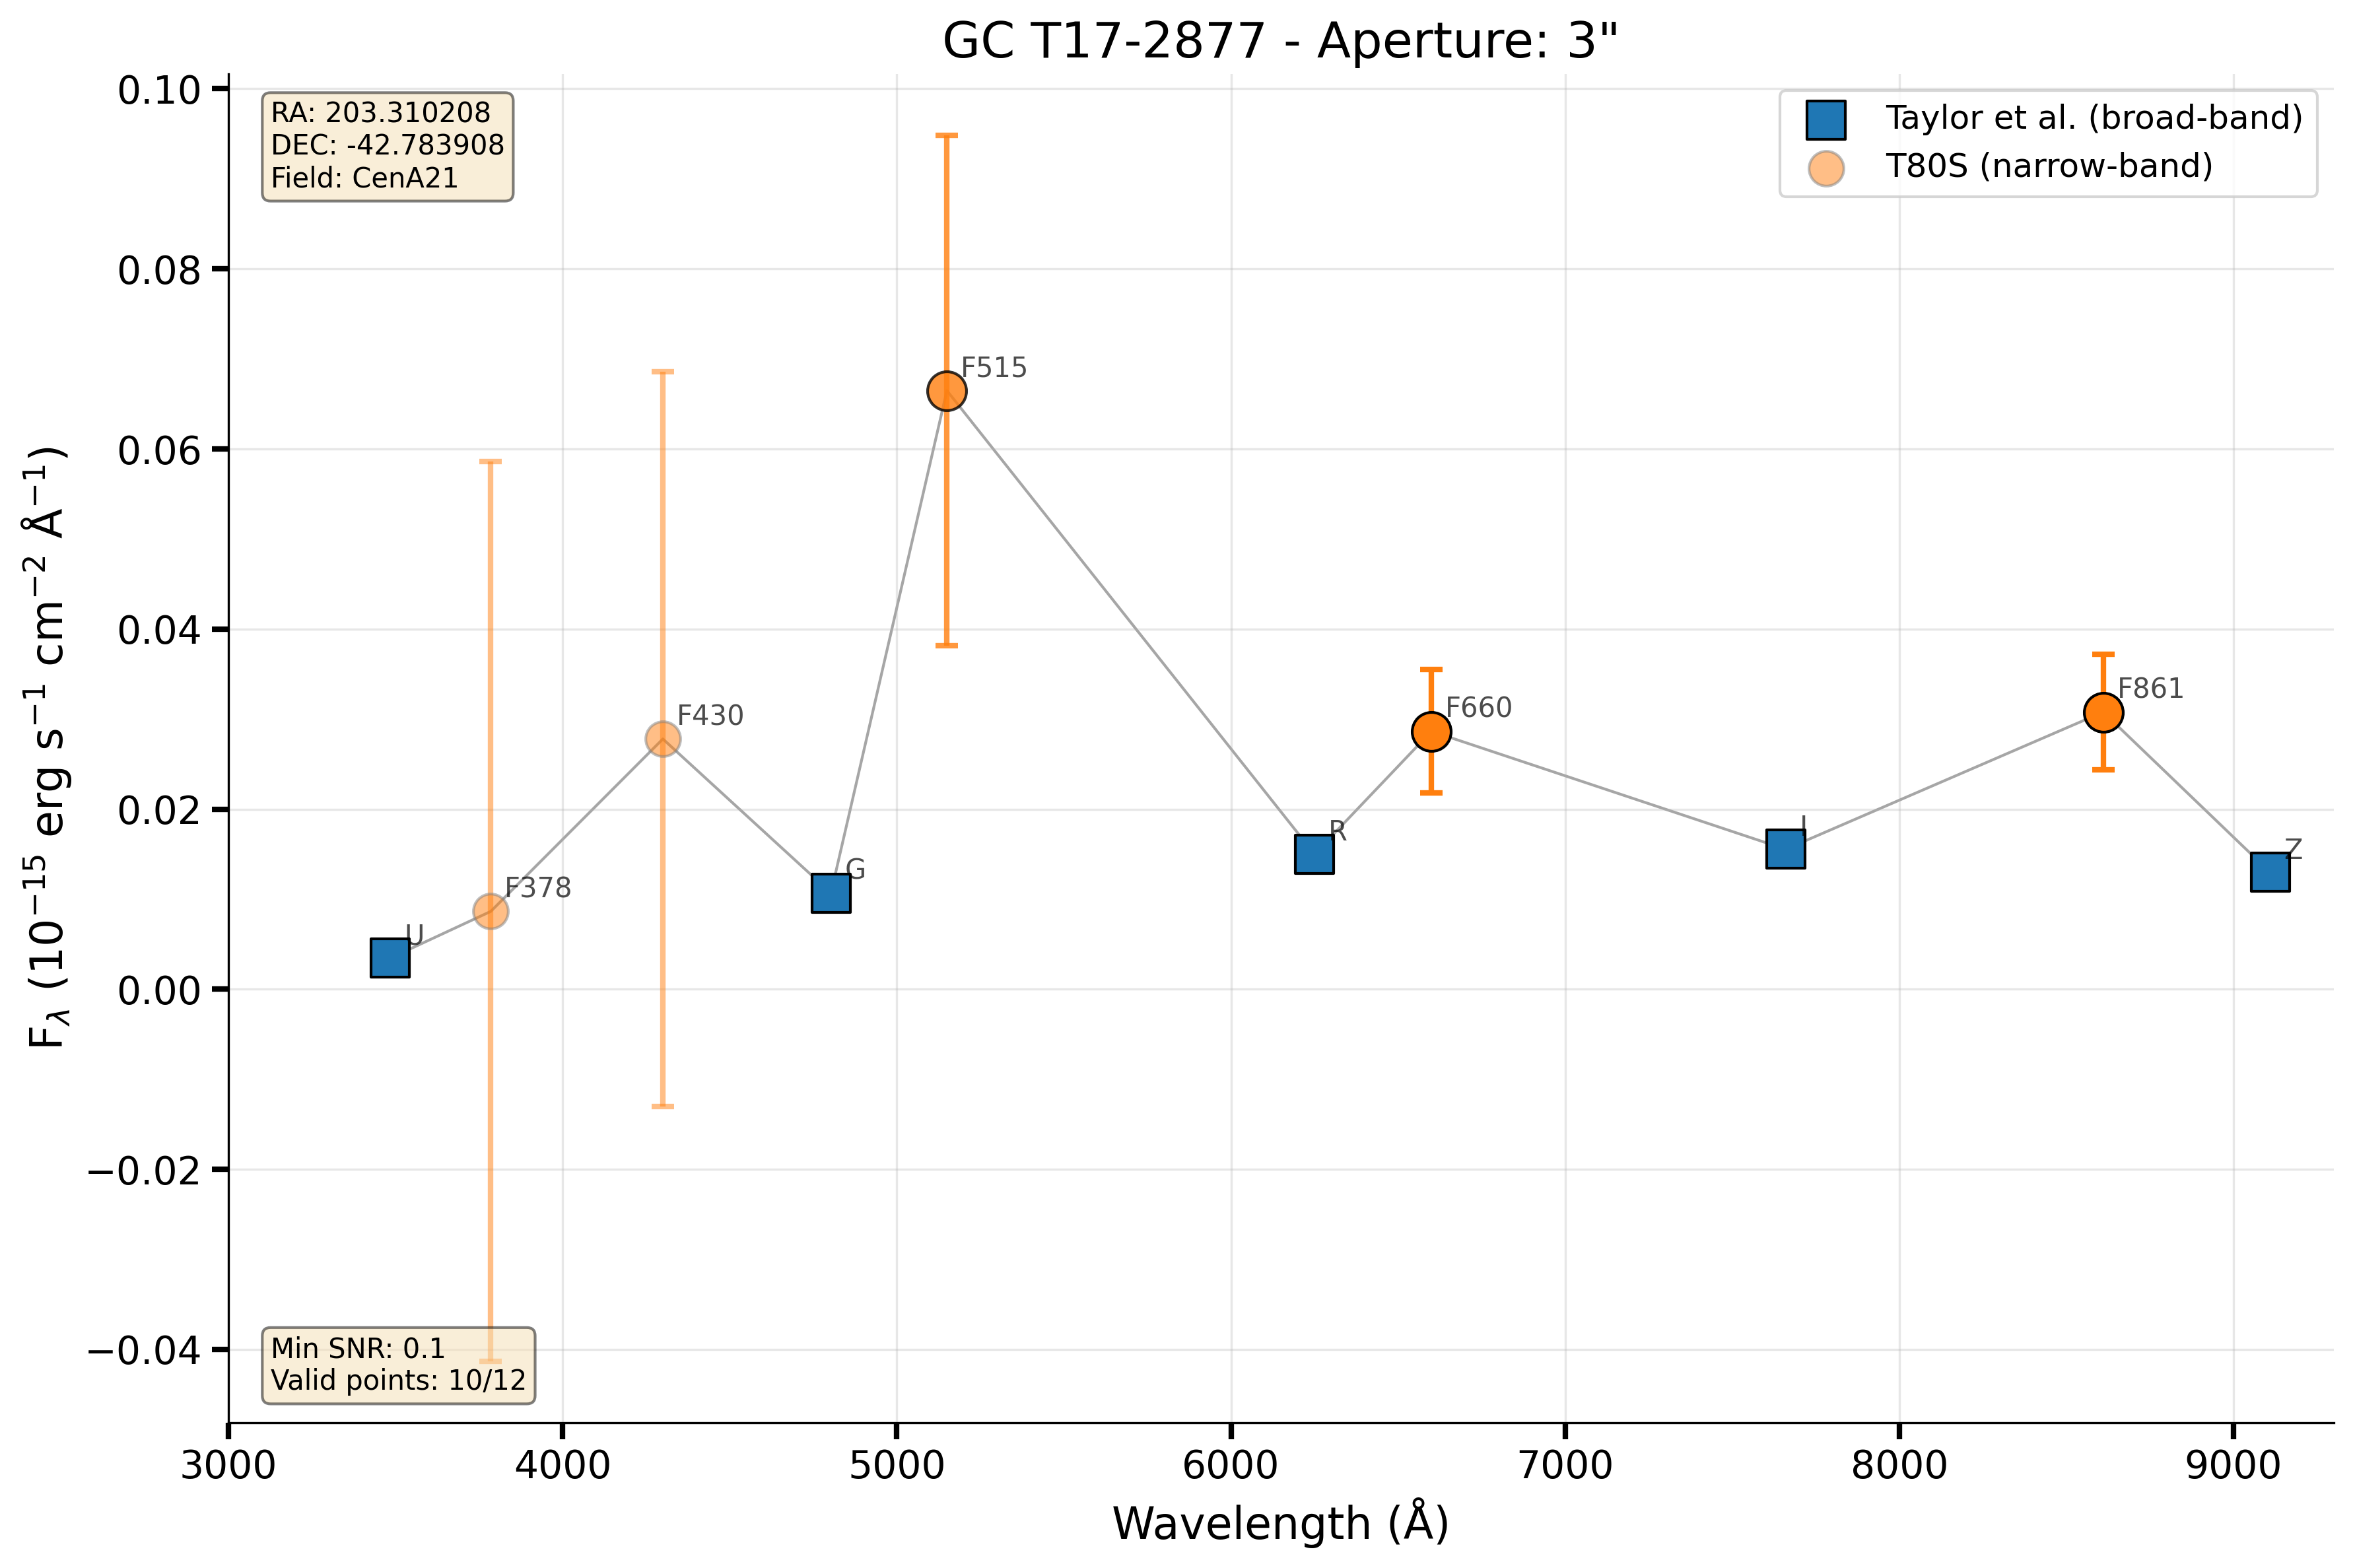 GC T17-2877 - Aperture: 3"
RA: 203.310208
DEC: -42.783908
Field: CenA21
Taylor et al. (broad-band)
T80S (narrow-band)
0.10
0.08
0.06
0.04
0.02
0.00
−0.02
−0.04
F_λ (10⁻¹⁵ erg s⁻¹ cm⁻² Å⁻¹)
U
F378
F430
G
F515
R
F660
I
F861
Z
Min SNR: 0.1
Valid points: 10/12
3000 4000 5000 6000 7000 8000 9000
Wavelength (Å)